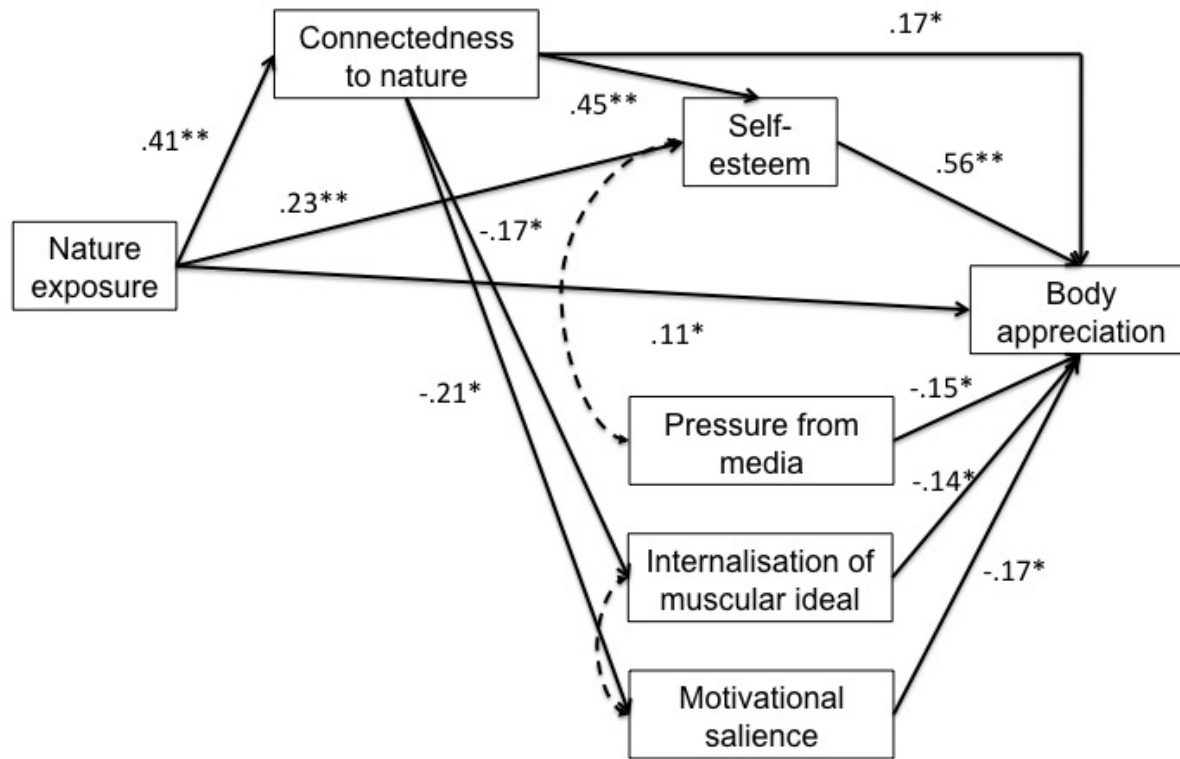 Connectedness
to nature
.17*
.45**
Self-
esteem
.41**
.56**
.23**
-.17*
Nature
exposure
Body
appreciation
.11*
-.21*
-.15*
Pressure from
media
-.14*
Internalisation of
muscular ideal
-.17*
Motivational
salience